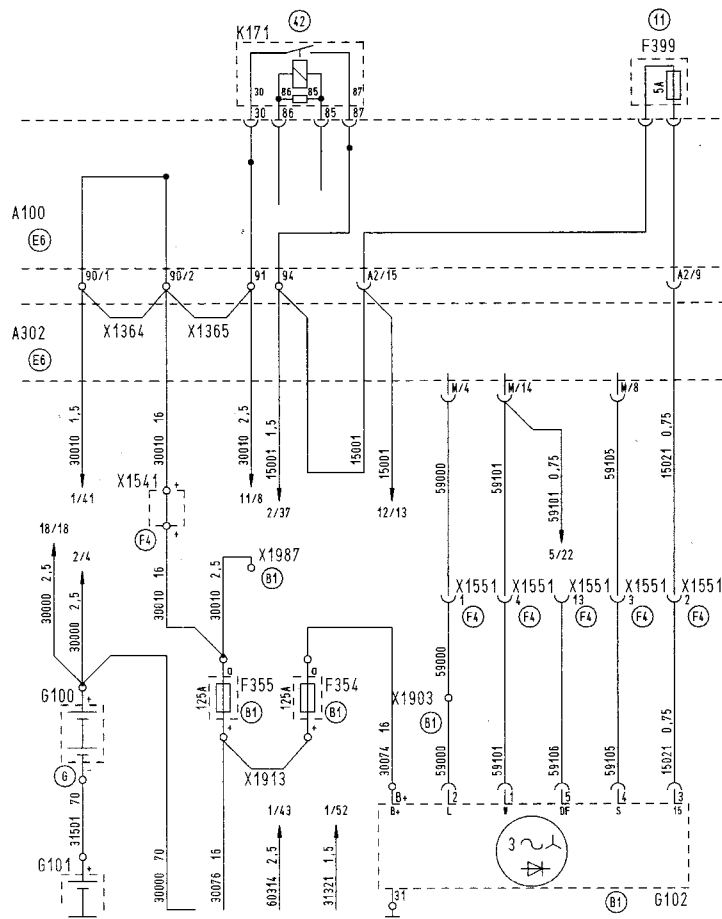 42
11
K171
F399
5A
30
86
85
87
30
86
85
87
A100
E6
90/1
90/2
91
94
A2/15
A2/9
X1364
X1365
A302
E6
M/4
M/14
M/8
30010 1,5
30010 16
30010 2,5
15001 1,5
15001
15001
59000
59101
59101 0,75
59105
15021 0,75
1/41
X1541
+
11/8
2/37
12/13
F4
+
5/22
18/18
2/4
30000 2,5
30000 2,5
30010 16
30010 2,5
X1987
B1
X1551
X1551
X1551
X1551
1
4
13
3
2
F4
F4
F4
F4
59000
G100
+
a
F355
125A
B1
+
a
F354
125A
B1
+
X1903
B1
G
X1913
30074 16
59000
59101
59106
59105
15021 0,75
31501 70
1/43
1/52
B+
2
1
5
4
3
B+
L
W
DF
S
15
G101
+
30000 70
30076 16
60314 2,5
31321 1,5
3
31
B1
G102